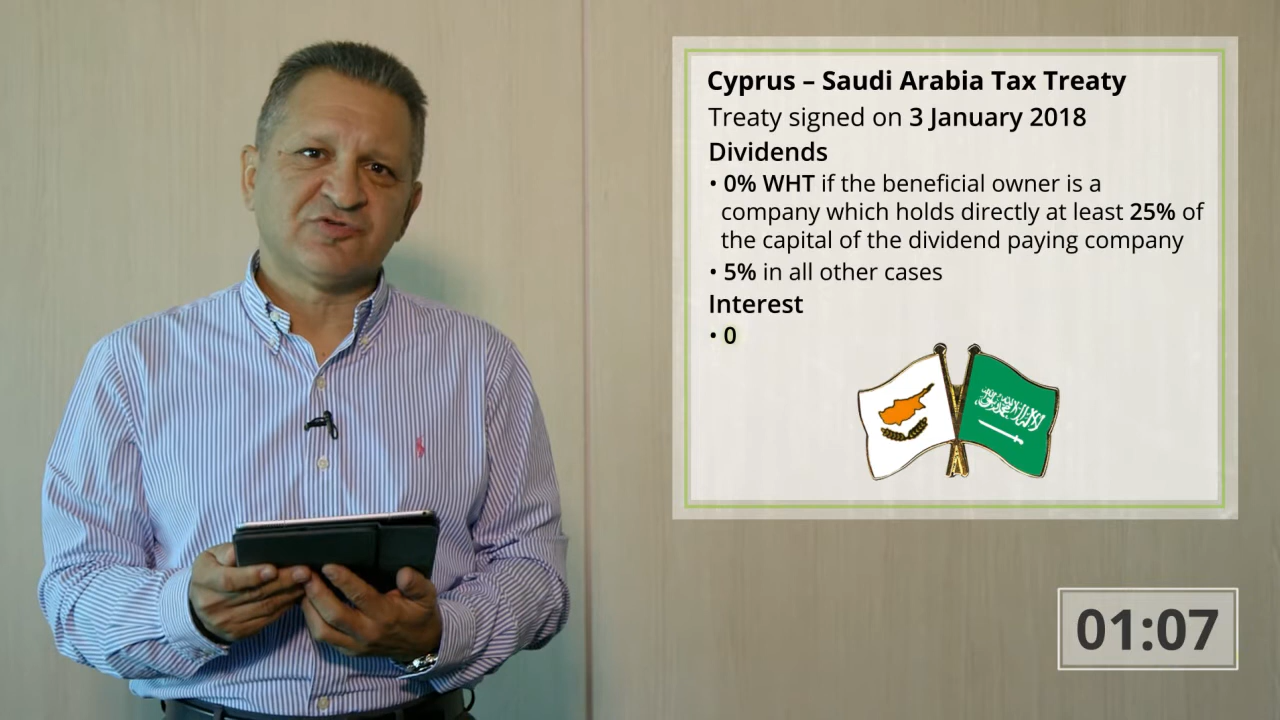 Cyprus – Saudi Arabia Tax Treaty
Treaty signed on 3 January 2018
Dividends
• 0% WHT if the beneficial owner is a
company which holds directly at least 25% of
the capital of the dividend paying company
• 5% in all other cases
Interest
• 0
01:07